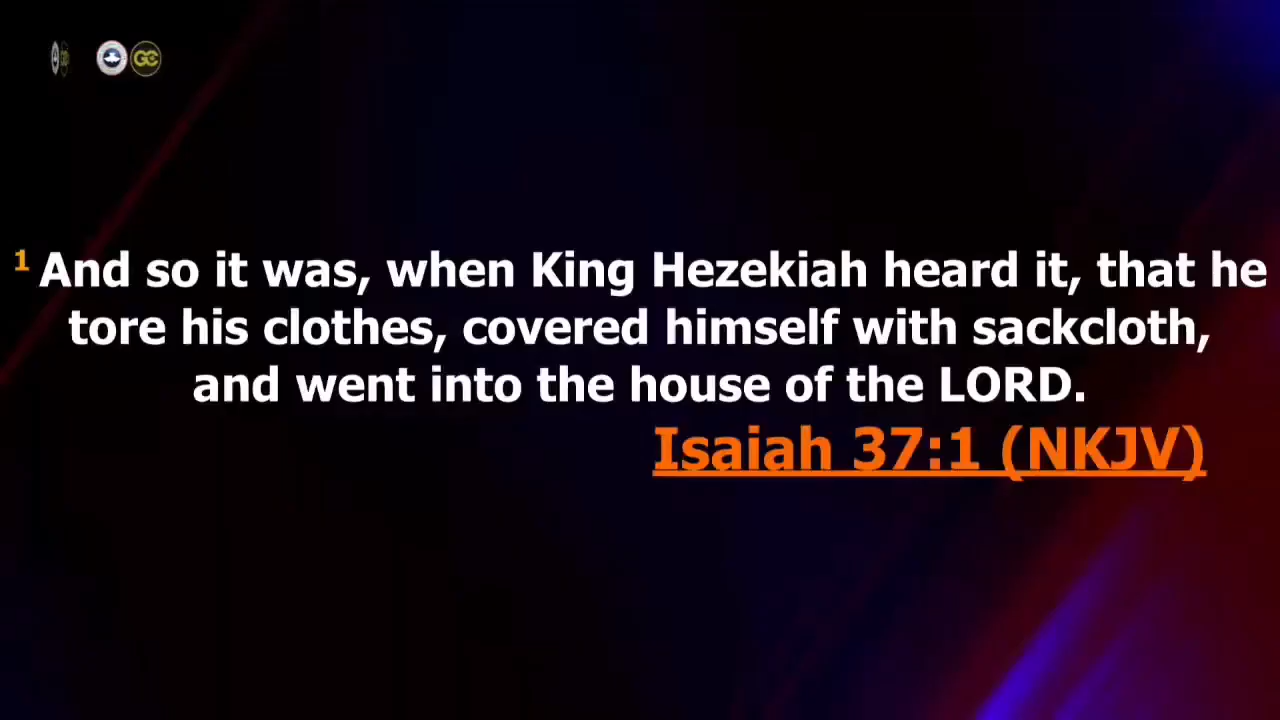 GC
1 And so it was, when King Hezekiah heard it, that he
tore his clothes, covered himself with sackcloth,
and went into the house of the LORD.
Isaiah 37:1 (NKJV)